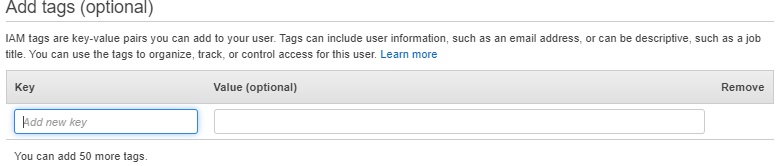 Add tags (optional)
IAM tags are key-value pairs you can add to your user. Tags can include user information, such as an email address, or can be descriptive, such as a job
title. You can use the tags to organize, track, or control access for this user. Learn more
Key Value (optional) Remove
Add new key
You can add 50 more tags.